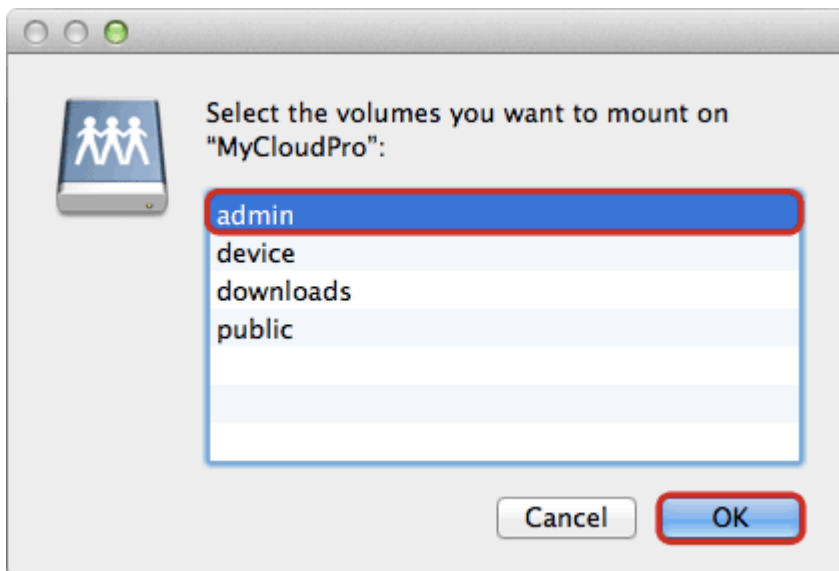 Select the volumes you want to mount on
“MyCloudPro”:
admin
device
downloads
public
Cancel
OK